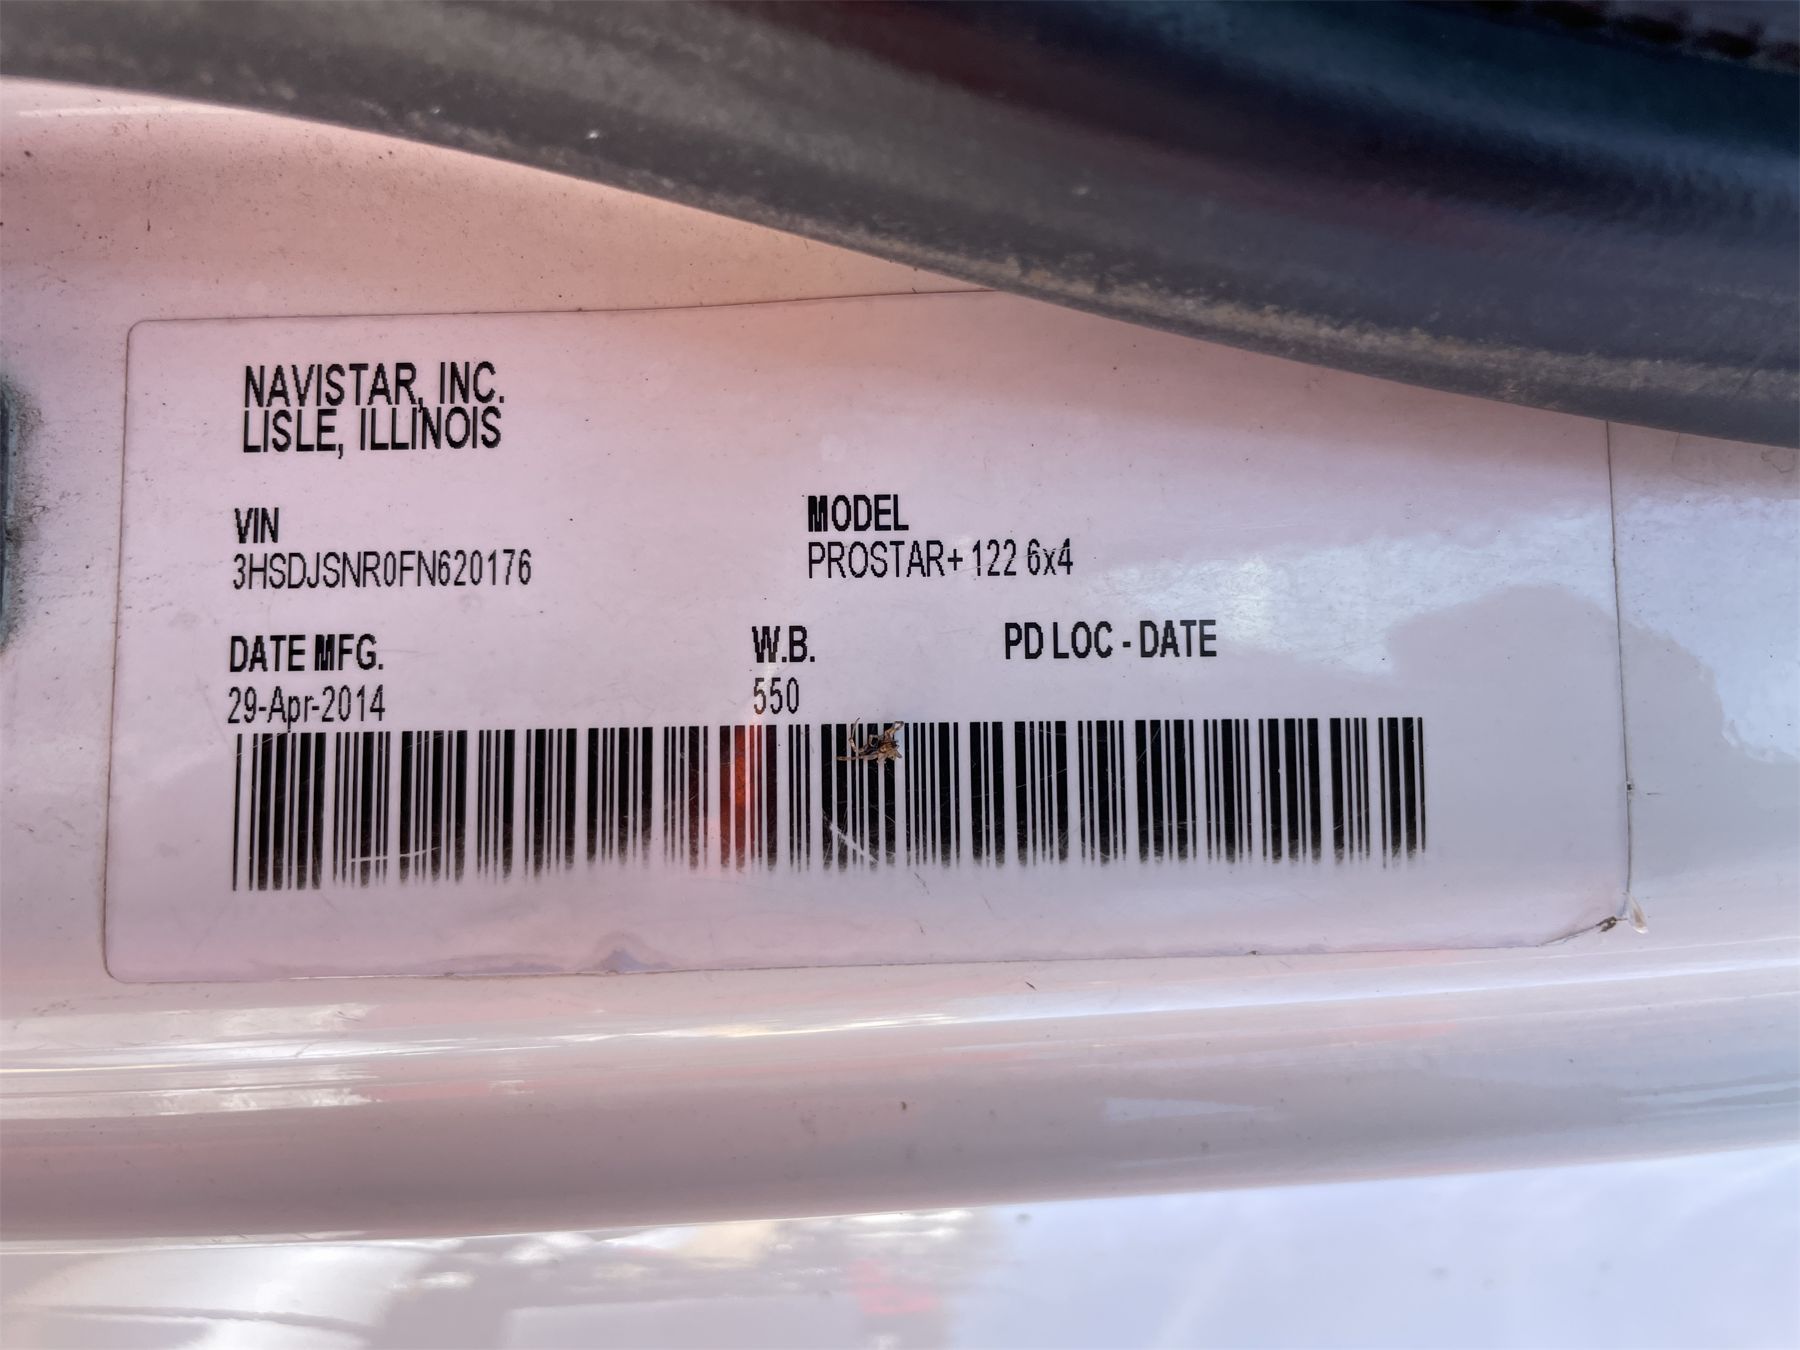 NAVISTAR, INC.
LISLE, ILLINOIS
VIN
3HSDJSNR0FN620176
MODEL
PROSTAR+ 122 6x4
DATE MFG.
29-Apr-2014
W.B.
550
PD LOC - DATE